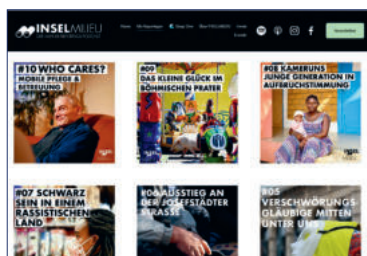 INSELMILIEU
#10 WHO CARES?
MOBILE PFLEGE &
BETREUUNG
#09
DAS KLEINE GLÜCK IM
BÖHMISCHEN PRATER
#08 KAMERUNS
JUNGE GENERATION IN
AUFBRUCHSTIMMUNG
#07 SCHWARZ
SEIN IN EINEM
RASSISTISCHEN
LAND
#06 AUSSTIEG AN
DER JOSEFSTÄDTER
STRASSE
#05
VERSCHWÖRUNGS-
GLÄUBIGE MITTEN
UNTER UNS